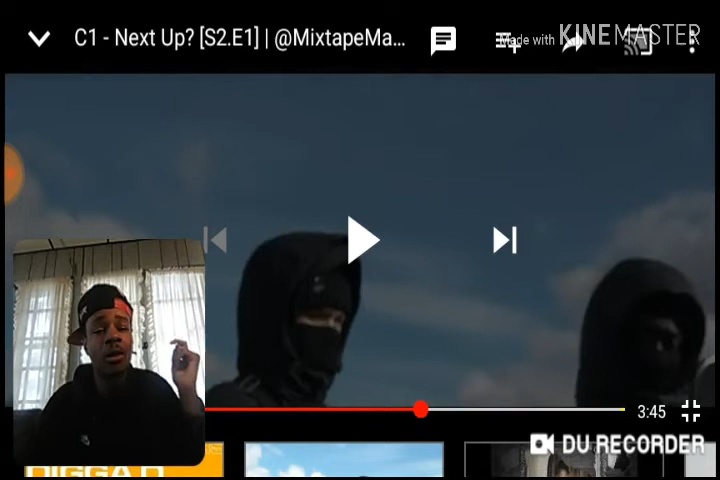 C1 - Next Up? [S2.E1] | @MixtapeMa...
Made with KINEMASTER
3:45
DU RECORDER
DIGGA D